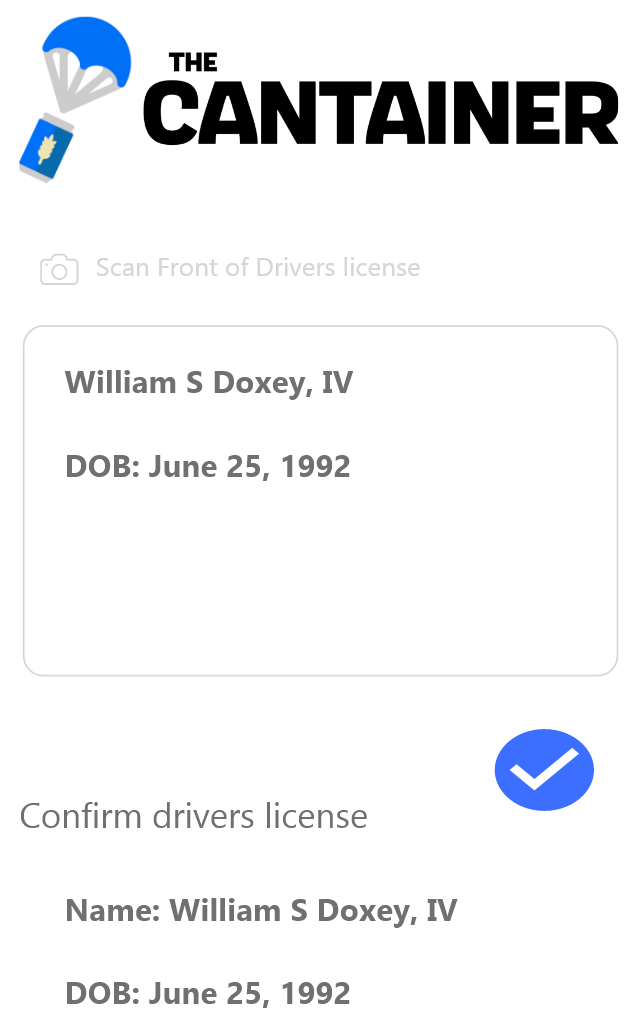 THE
CANTAINER
Scan Front of Drivers license
William S Doxey, IV
DOB: June 25, 1992
Confirm drivers license
Name: William S Doxey, IV
DOB: June 25, 1992